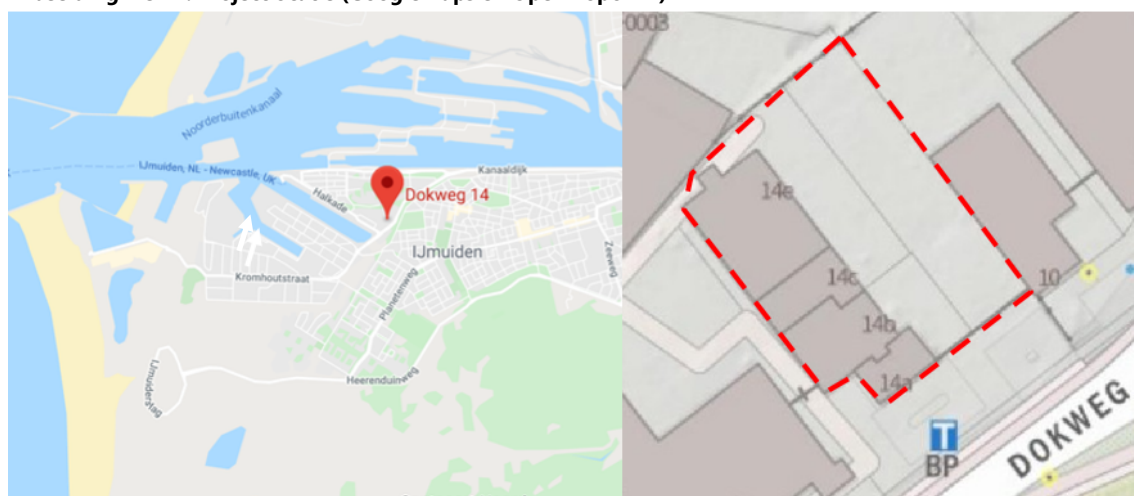 Noorderbuitenkanaal
IJmuiden, NL - Newcastle, UK
Kanaaldijk
Halkade
Dokweg 14
IJmuiden
Zeeweg
Kromhoutstraat
Planetenweg
Heerenduinweg
IJmuiderslag
0003
14e
14c
14b
14a
10
T
BP
DOKWEG